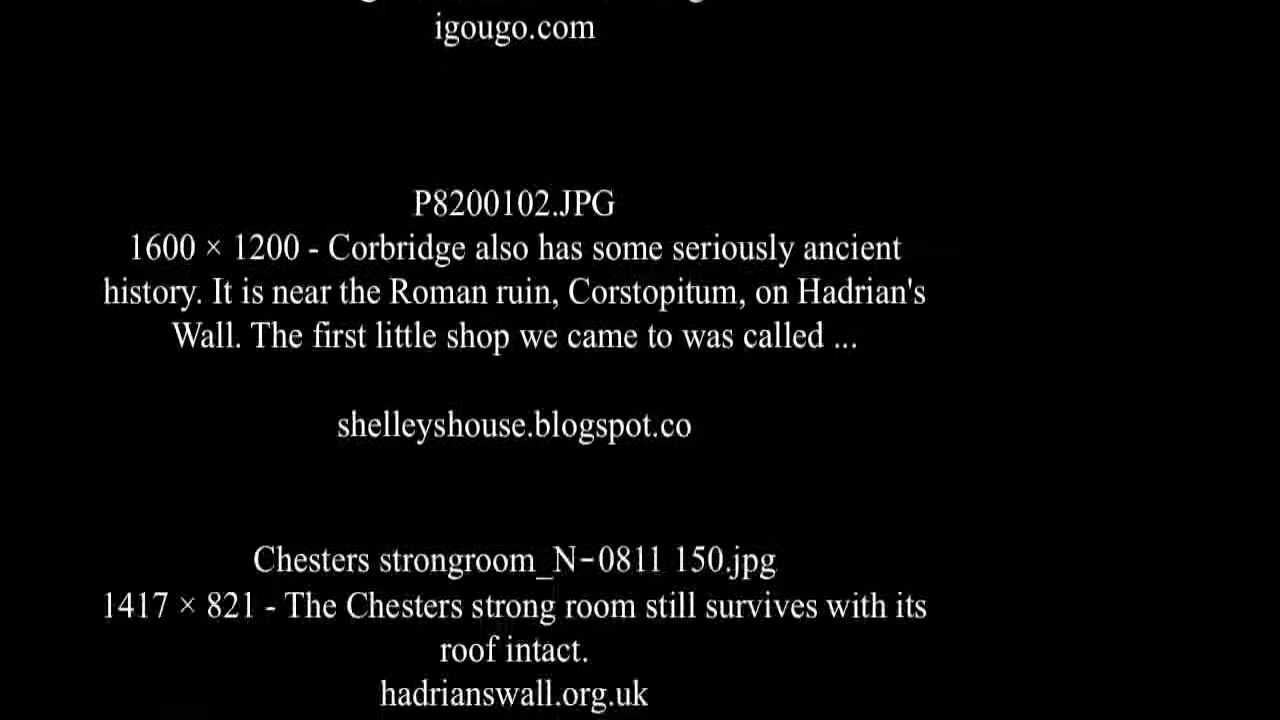 igougo.com
P8200102.JPG
1600 × 1200 - Corbridge also has some seriously ancient
history. It is near the Roman ruin, Corstopitum, on Hadrian's
Wall. The first little shop we came to was called ...
shelleyshouse.blogspot.co
Chesters strongroom_N-0811 150.jpg
1417 × 821 - The Chesters strong room still survives with its
roof intact.
hadrianswall.org.uk